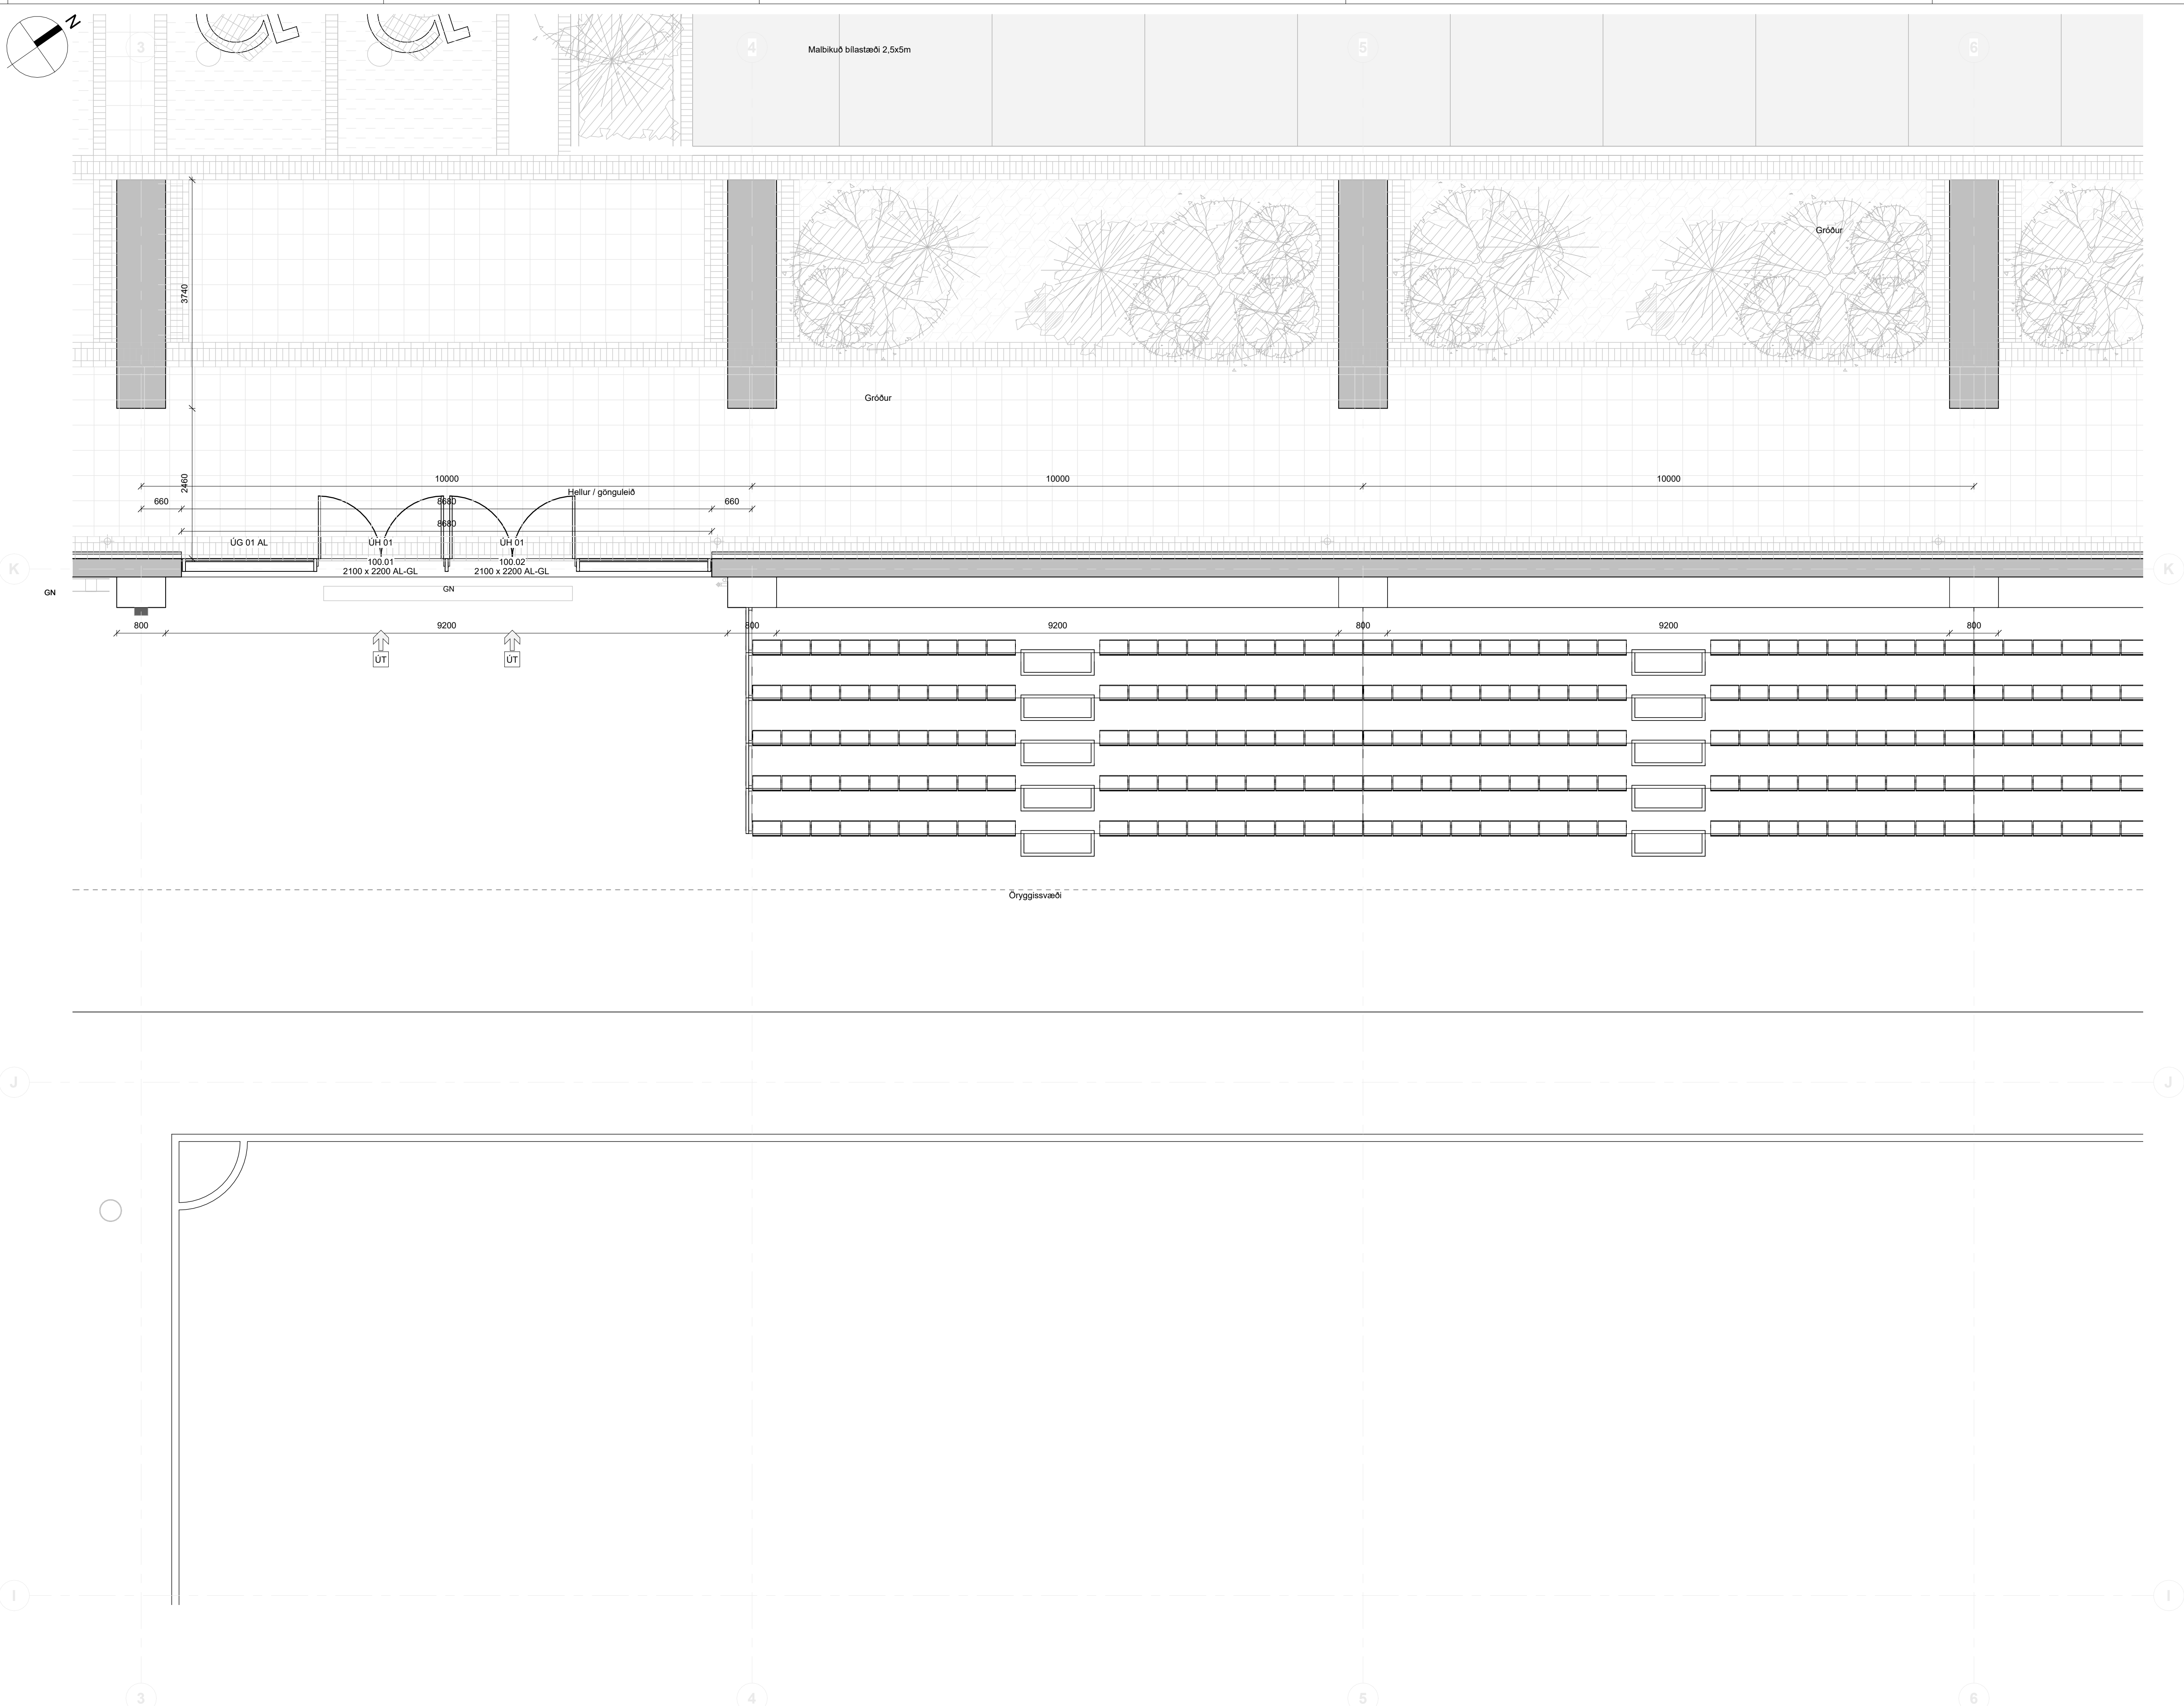 N
3
4
5
6
Malbikuð bílastæði 2,5x5m
Gróður
3740
Gróður
2460
10000
10000
10000
Hellur / gönguleið
660
8680
660
8680
ÚG 01 AL
ÚH 01
ÚH 01
100.01
2100 x 2200 AL-GL
100.02
2100 x 2200 AL-GL
K
K
GN
GN
800
9200
800
9200
800
9200
800
ÚT
ÚT
Öryggissvæði
J
J
I
I
3
4
5
6